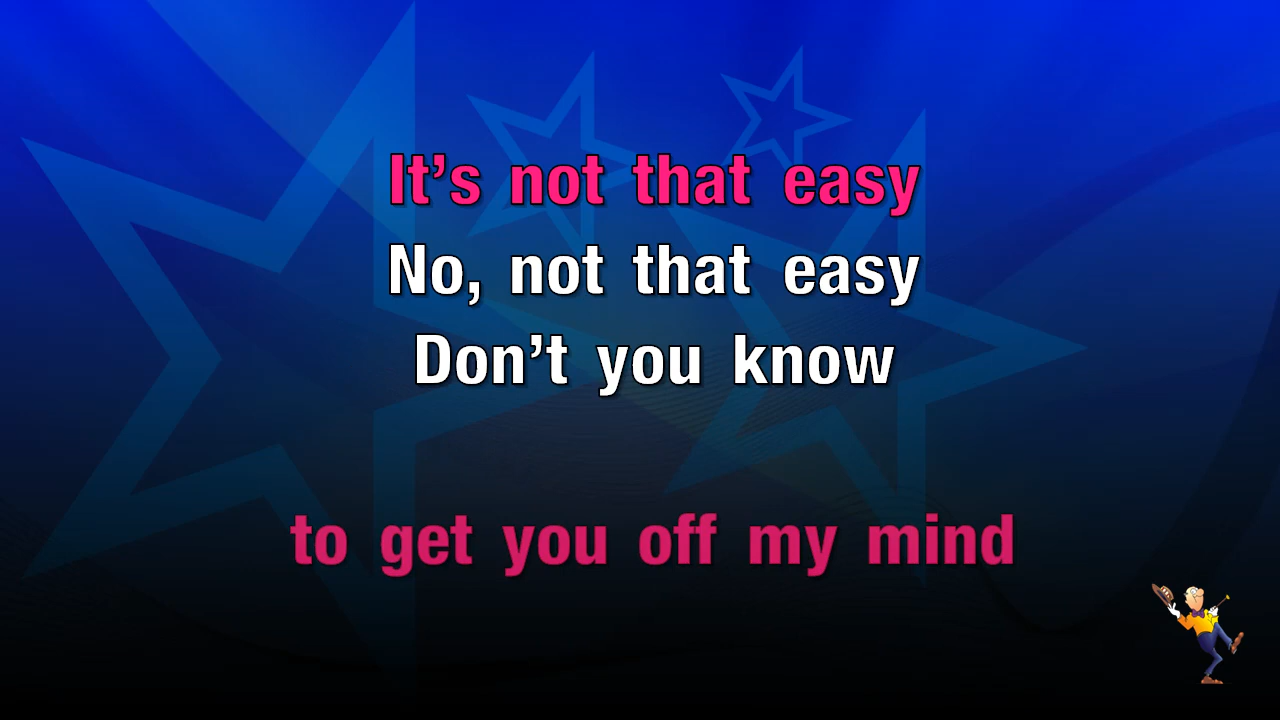 It’s not that easy
No, not that easy
Don’t you know
to get you off my mind